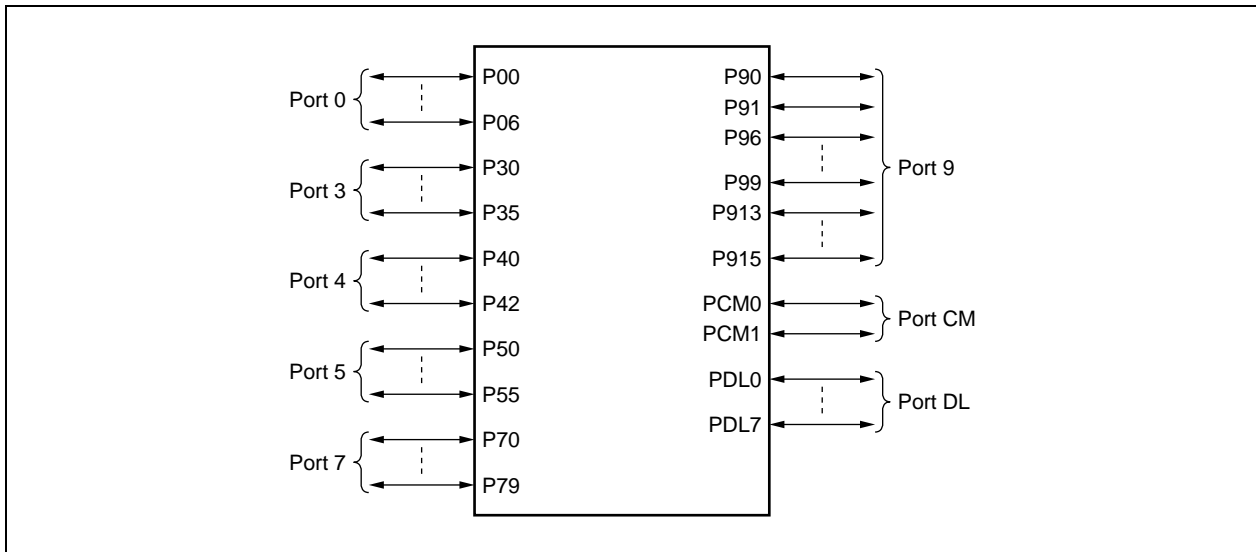 Port 0
P00
P06
Port 3
P30
P35
Port 4
P40
P42
Port 5
P50
P55
Port 7
P70
P79
P90
P91
P96
P99
P913
P915
Port 9
PCM0
PCM1
Port CM
PDL0
PDL7
Port DL